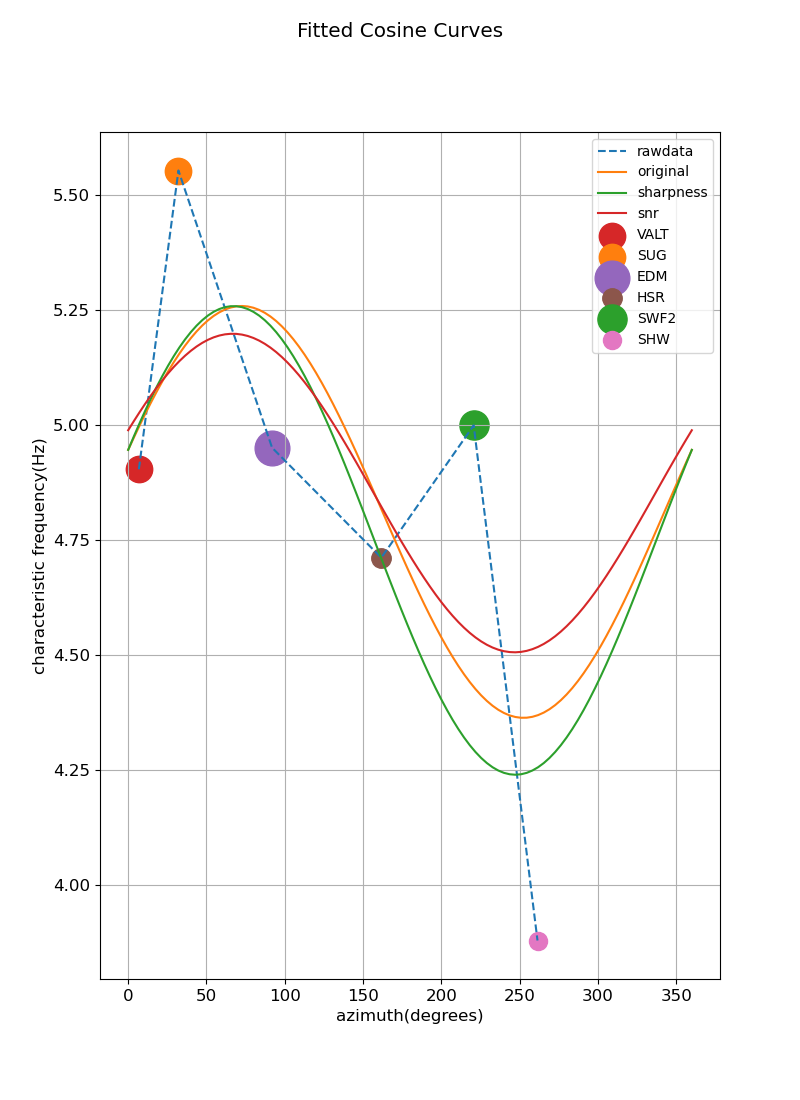 Fitted Cosine Curves
rawdata
original
sharpness
snr
VALT
SUG
EDM
HSR
SWF2
SHW
5.50
5.25
5.00
4.75
4.50
4.25
4.00
characteristic frequency(Hz)
0 50 100 150 200 250 300 350
azimuth(degrees)